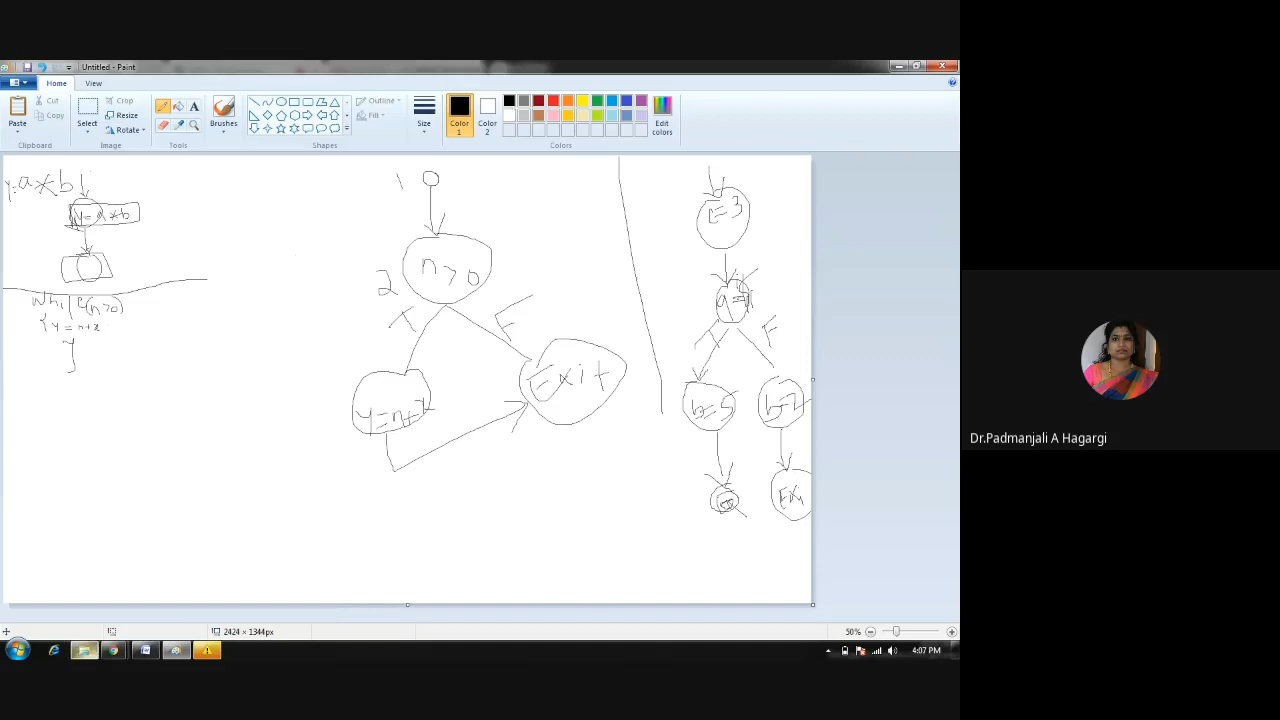 Untitled - Paint
Home
View
Paste
Cut
Copy
Clipboard
Select
Crop
Resize
Rotate
Image
Tools
Brushes
Shapes
Outline
Fill
Size
Color 1
Color 2
Edit colors
Colors
y=a*b
y=a*b
while(n>0)
{y=n+x
}
1
2
n>0
T
F
Exit
F
b=5
b=2
Exi
Dr.Padmanjali A Hagargi
2424 × 1344px
50%
4:07 PM